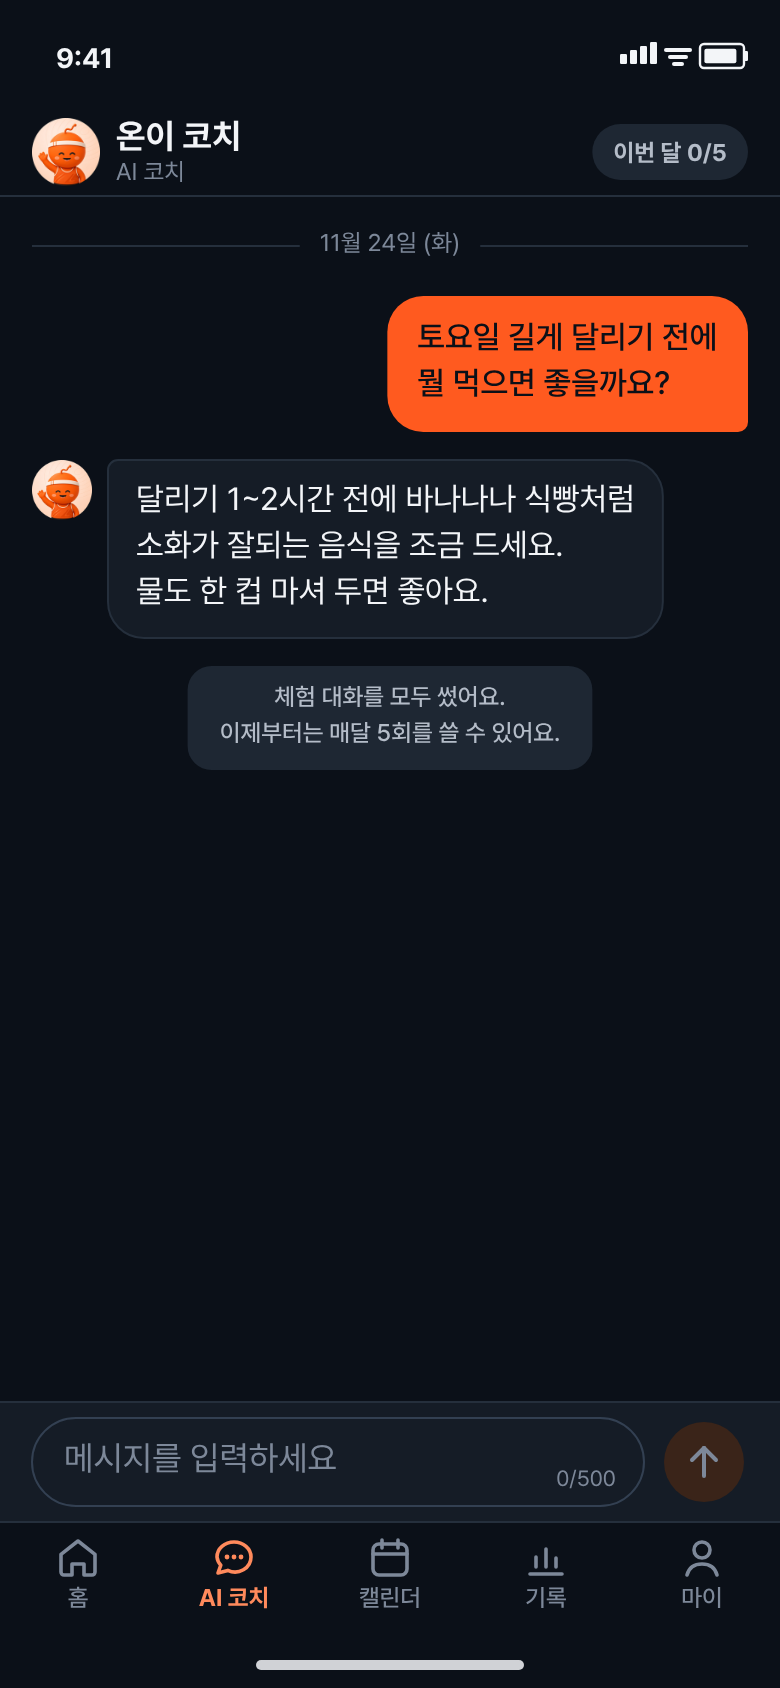 9:41
온이 코치
AI 코치
이번 달 0/5
11월 24일 (화)
토요일 길게 달리기 전에
뭘 먹으면 좋을까요?
달리기 1~2시간 전에 바나나나 식빵처럼
소화가 잘되는 음식을 조금 드세요.
물도 한 컵 마셔 두면 좋아요.
체험 대화를 모두 썼어요.
이제부터는 매달 5회를 쓸 수 있어요.
메시지를 입력하세요
0/500
홈
AI 코치
캘린더
기록
마이